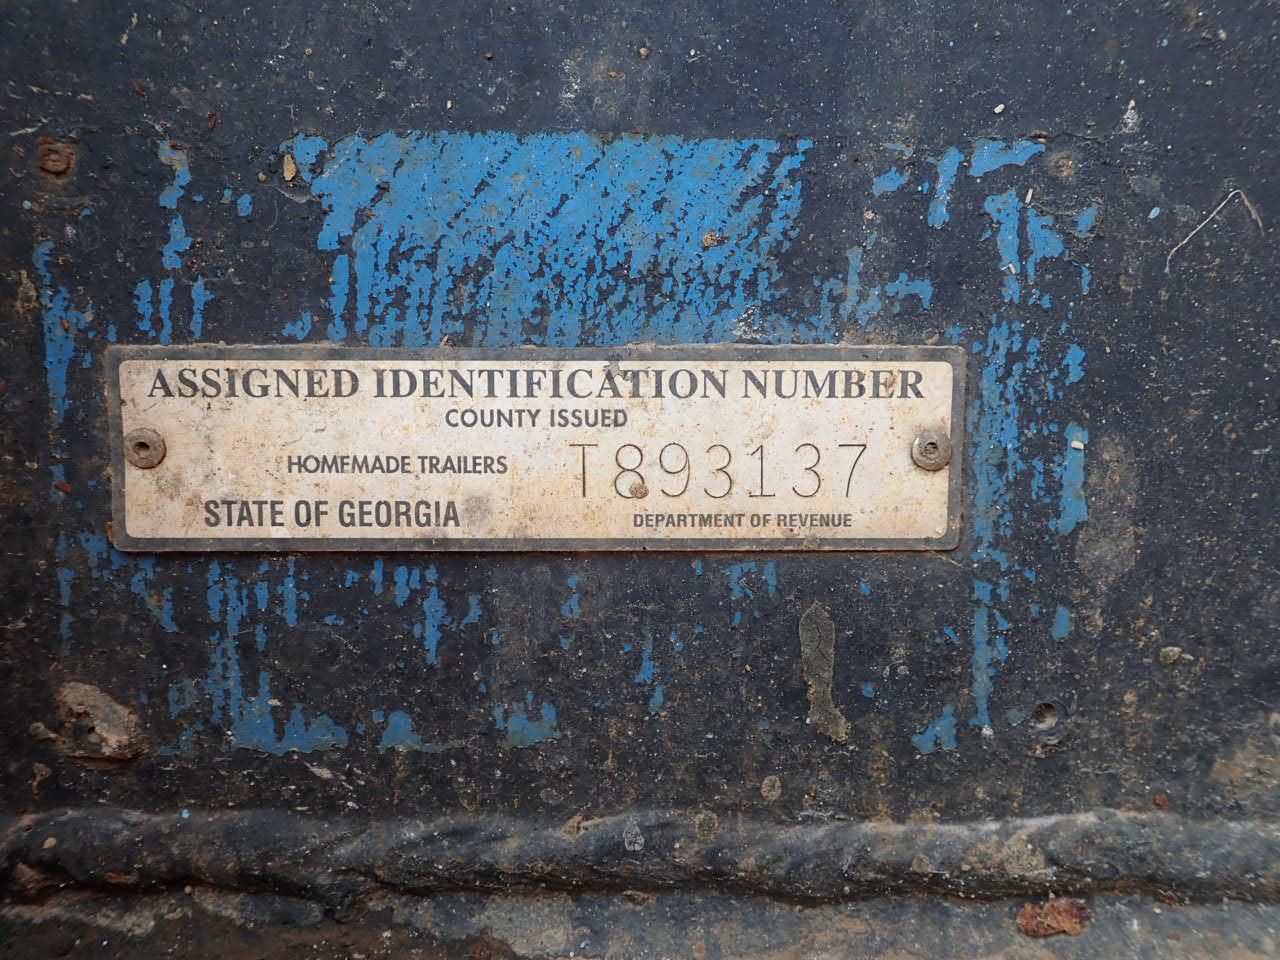 ASSIGNED IDENTIFICATION NUMBER
COUNTY ISSUED
HOMEMADE TRAILERS T893137
STATE OF GEORGIA DEPARTMENT OF REVENUE